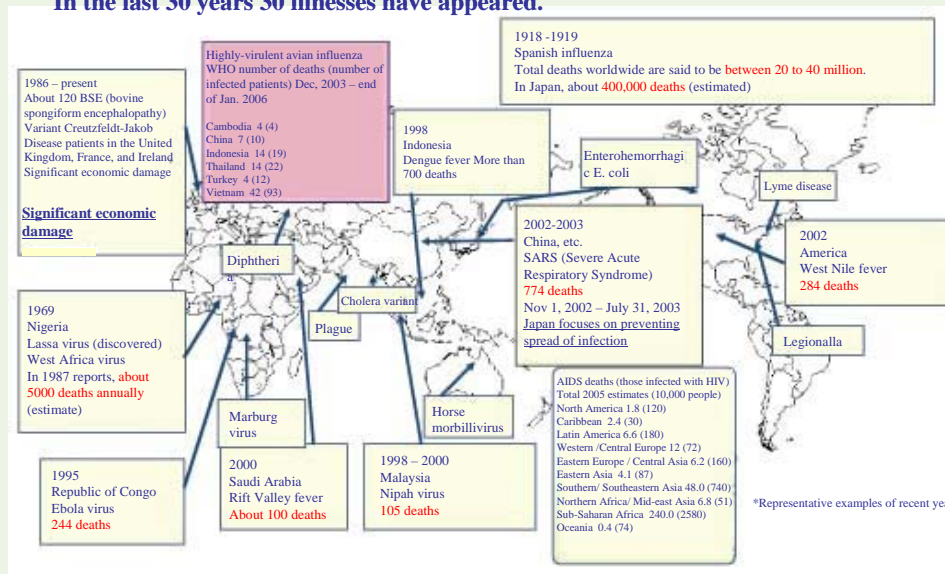 In the last 30 years 30 illnesses have appeared.
1918 -1919
Spanish influenza
Total deaths worldwide are said to be between 20 to 40 million.
In Japan, about 400,000 deaths (estimated)
Highly-virulent avian influenza
WHO number of deaths (number of
infected patients) Dec, 2003 – end
of Jan. 2006
Cambodia 4 (4)
China 7 (10)
Indonesia 14 (19)
Thailand 14 (22)
Turkey 4 (12)
Vietnam 42 (93)
1986 – present
About 120 BSE (bovine
spongiform encephalopathy)
Variant Creutzfeldt-Jakob
Disease patients in the United
Kingdom, France, and Ireland
Significant economic damage
Significant economic
damage
1998
Indonesia
Dengue fever More than
700 deaths
Enterohemorrhagi
c E. coli
Lyme disease
2002-2003
China, etc.
SARS (Severe Acute
Respiratory Syndrome)
774 deaths
Nov 1, 2002 – July 31, 2003
Japan focuses on preventing
spread of infection
2002
America
West Nile fever
284 deaths
Diphtheri
a
Cholera variant
Plague
Legionalla
1969
Nigeria
Lassa virus (discovered)
West Africa virus
In 1987 reports, about
5000 deaths annually
(estimate)
Marburg
virus
Horse
morbillivirus
AIDS deaths (those infected with HIV)
Total 2005 estimates (10,000 people)
North America 1.8 (120)
Caribbean 2.4 (30)
Latin America 6.6 (180)
Western /Central Europe 12 (72)
Eastern Europe / Central Asia 6.2 (160)
Eastern Asia 4.1 (87)
Southern/ Southeastern Asia 48.0 (740)
Northern Africa/ Mid-east Asia 6.8 (51)
Sub-Saharan Africa 240.0 (2580)
Oceania 0.4 (74)
1995
Republic of Congo
Ebola virus
244 deaths
2000
Saudi Arabia
Rift Valley fever
About 100 deaths
1998 – 2000
Malaysia
Nipah virus
105 deaths
*Representative examples of recent